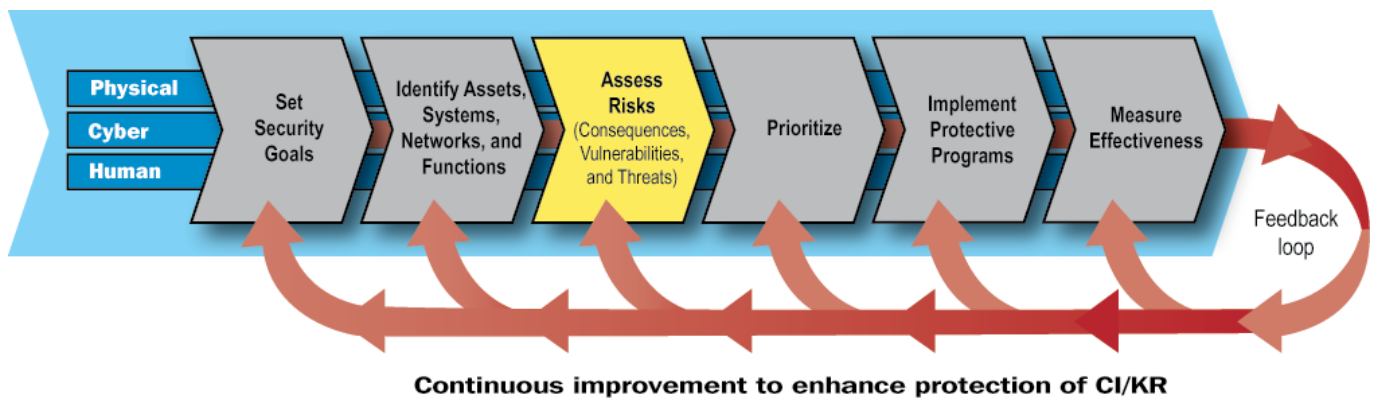 Physical
Cyber
Human
Set
Security
Goals
Identify Assets,
Systems,
Networks, and
Functions
Assess
Risks
(Consequences,
Vulnerabilities,
and Threats)
Prioritize
Implement
Protective
Programs
Measure
Effectiveness
Feedback
loop
Continuous improvement to enhance protection of CI/KR